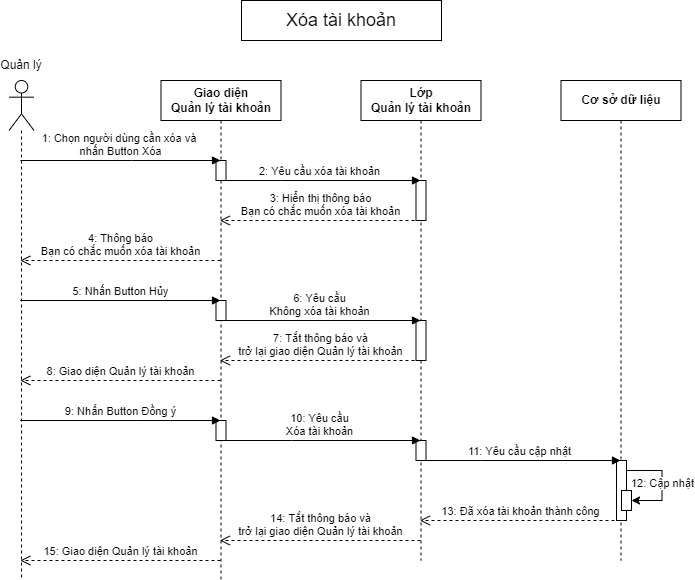 Xóa tài khoản
Quản lý
Giao diện
Quản lý tài khoản
Lớp
Quản lý tài khoản
Cơ sở dữ liệu
1: Chọn người dùng cần xóa và
nhấn Button Xóa
2: Yêu cầu xóa tài khoản
3: Hiển thị thông báo
Bạn có chắc muốn xóa tài khoản
4: Thông báo
Bạn có chắc muốn xóa tài khoản
5: Nhấn Button Hủy
6: Yêu cầu
Không xóa tài khoản
7: Tắt thông báo và
trở lại giao diện Quản lý tài khoản
8: Giao diện Quản lý tài khoản
9: Nhấn Button Đồng ý
10: Yêu cầu
Xóa tài khoản
11: Yêu cầu cập nhật
12: Cập nhật
13: Đã xóa tài khoản thành công
14: Tắt thông báo và
trở lại giao diện Quản lý tài khoản
15: Giao diện Quản lý tài khoản